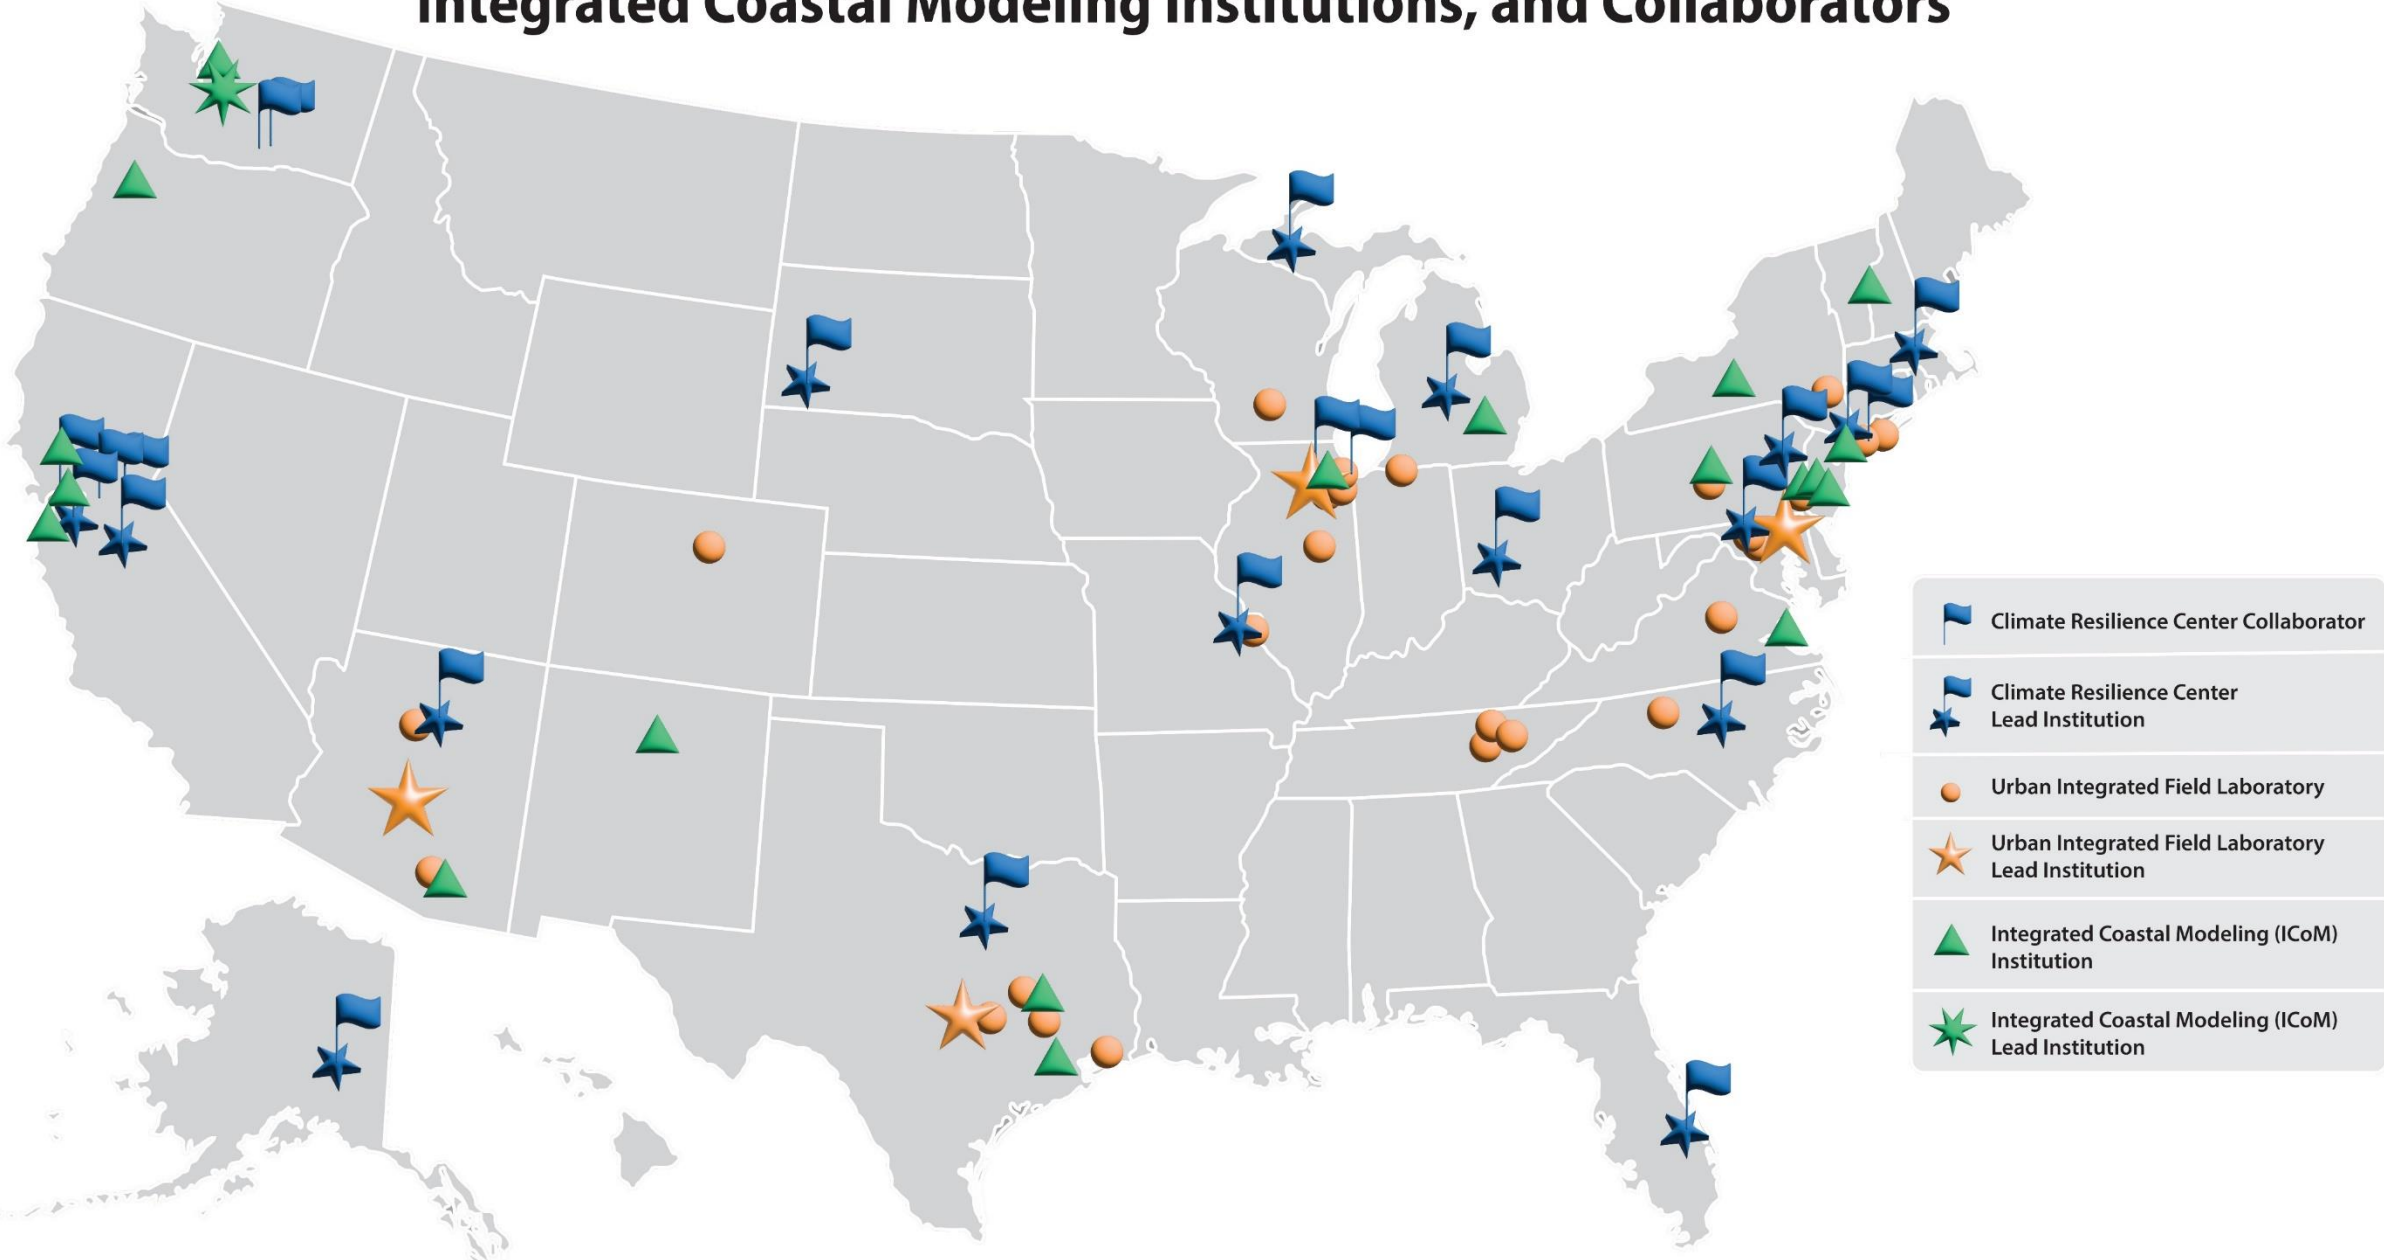 Integrated Coastal Modeling Institutions, and Collaborators
Climate Resilience Center Collaborator
Climate Resilience Center
Lead Institution
Urban Integrated Field Laboratory
Urban Integrated Field Laboratory
Lead Institution
Integrated Coastal Modeling (ICoM)
Institution
Integrated Coastal Modeling (ICoM)
Lead Institution